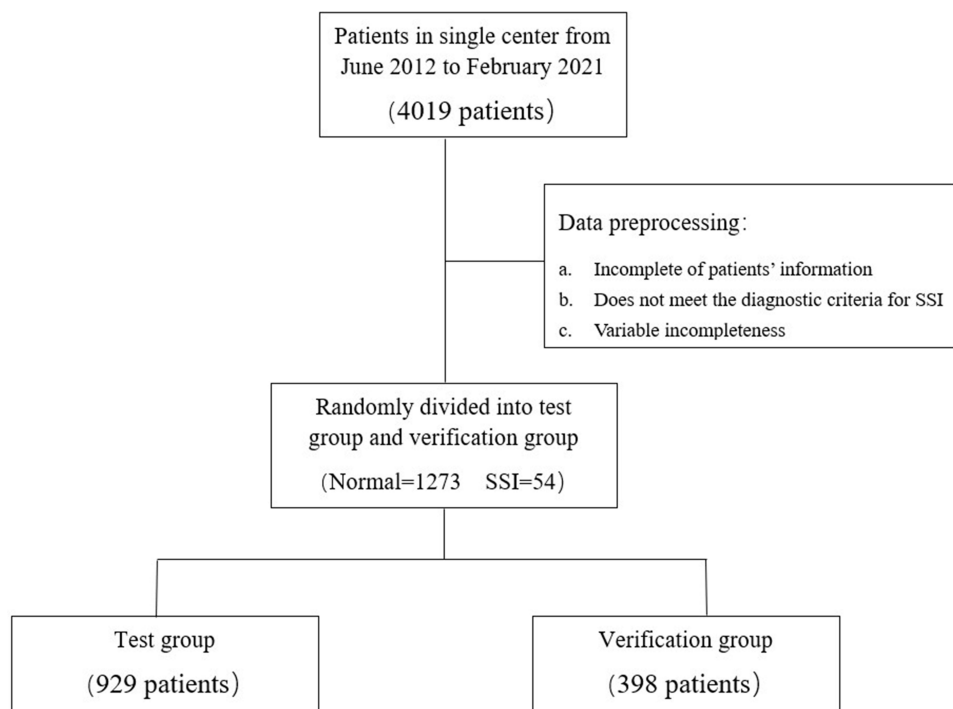 Patients in single center from
June 2012 to February 2021
(4019 patients)
Data preprocessing:
a. Incomplete of patients’ information
b. Does not meet the diagnostic criteria for SSI
c. Variable incompleteness
Randomly divided into test
group and verification group
(Normal=1273 SSI=54)
Test group
(929 patients)
Verification group
(398 patients)